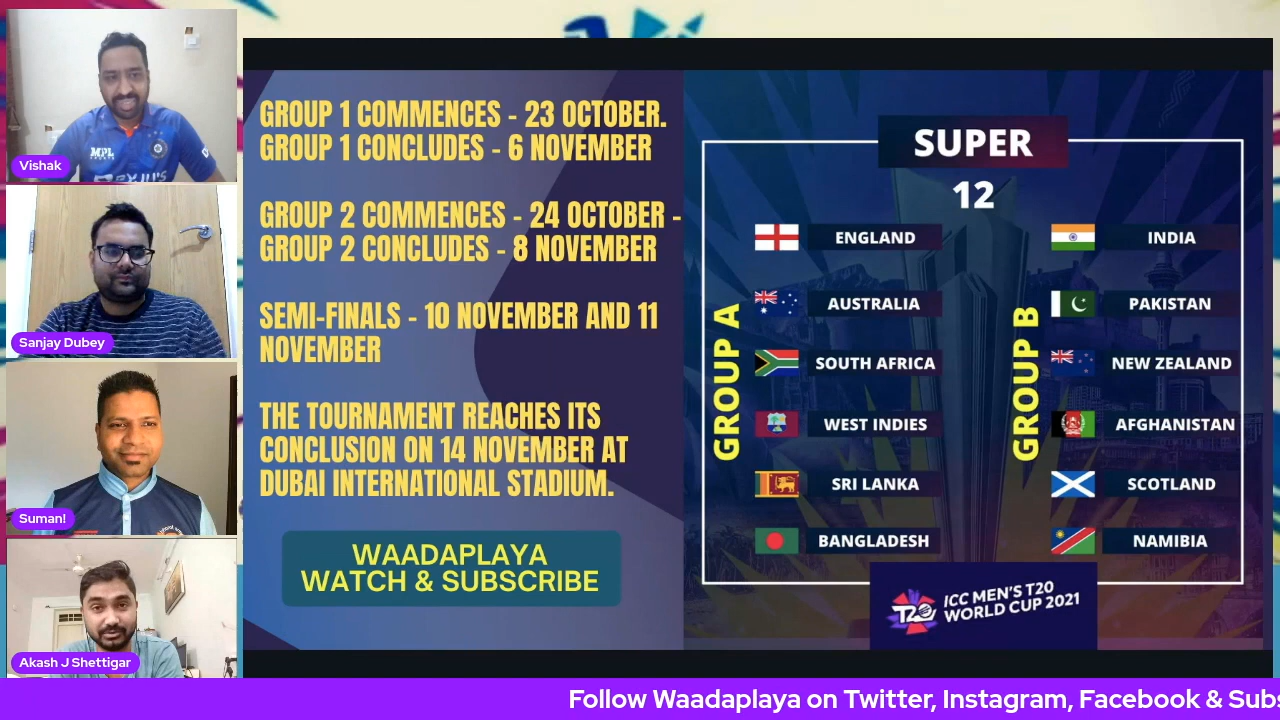 Vishak
MPL
BYJU'S
Sanjay Dubey
Suman!
Akash J Shettigar
GROUP 1 COMMENCES - 23 OCTOBER.
GROUP 1 CONCLUDES - 6 NOVEMBER
GROUP 2 COMMENCES - 24 OCTOBER -
GROUP 2 CONCLUDES - 8 NOVEMBER
SEMI-FINALS - 10 NOVEMBER AND 11
NOVEMBER
THE TOURNAMENT REACHES ITS
CONCLUSION ON 14 NOVEMBER AT
DUBAI INTERNATIONAL STADIUM.
WAADAPLAYA
WATCH & SUBSCRIBE
SUPER
12
GROUP A
ENGLAND
AUSTRALIA
SOUTH AFRICA
WEST INDIES
SRI LANKA
BANGLADESH
GROUP B
INDIA
PAKISTAN
NEW ZEALAND
AFGHANISTAN
SCOTLAND
NAMIBIA
T20
ICC MEN'S T20
WORLD CUP 2021
Follow Waadaplaya on Twitter, Instagram, Facebook & Subs